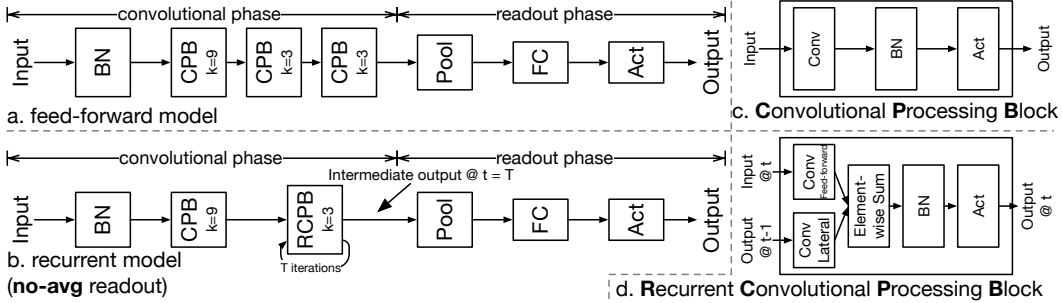 convolutional phase
readout phase
Input
BN
CPB
k=9
CPB
k=3
CPB
k=3
Pool
FC
Act
Output
a. feed-forward model
Input
Conv
BN
Act
Output
c. Convolutional Processing Block
convolutional phase
readout phase
Intermediate output @ t = T
Input
BN
CPB
k=9
RCPB
k=3
T iterations
Pool
FC
Act
Output
b. recurrent model
(no-avg readout)
Input
@ t
Conv
Feed-forward
Output
@ t-1
Conv
Lateral
Element-
wise Sum
BN
Act
Output
@ t
d. Recurrent Convolutional Processing Block